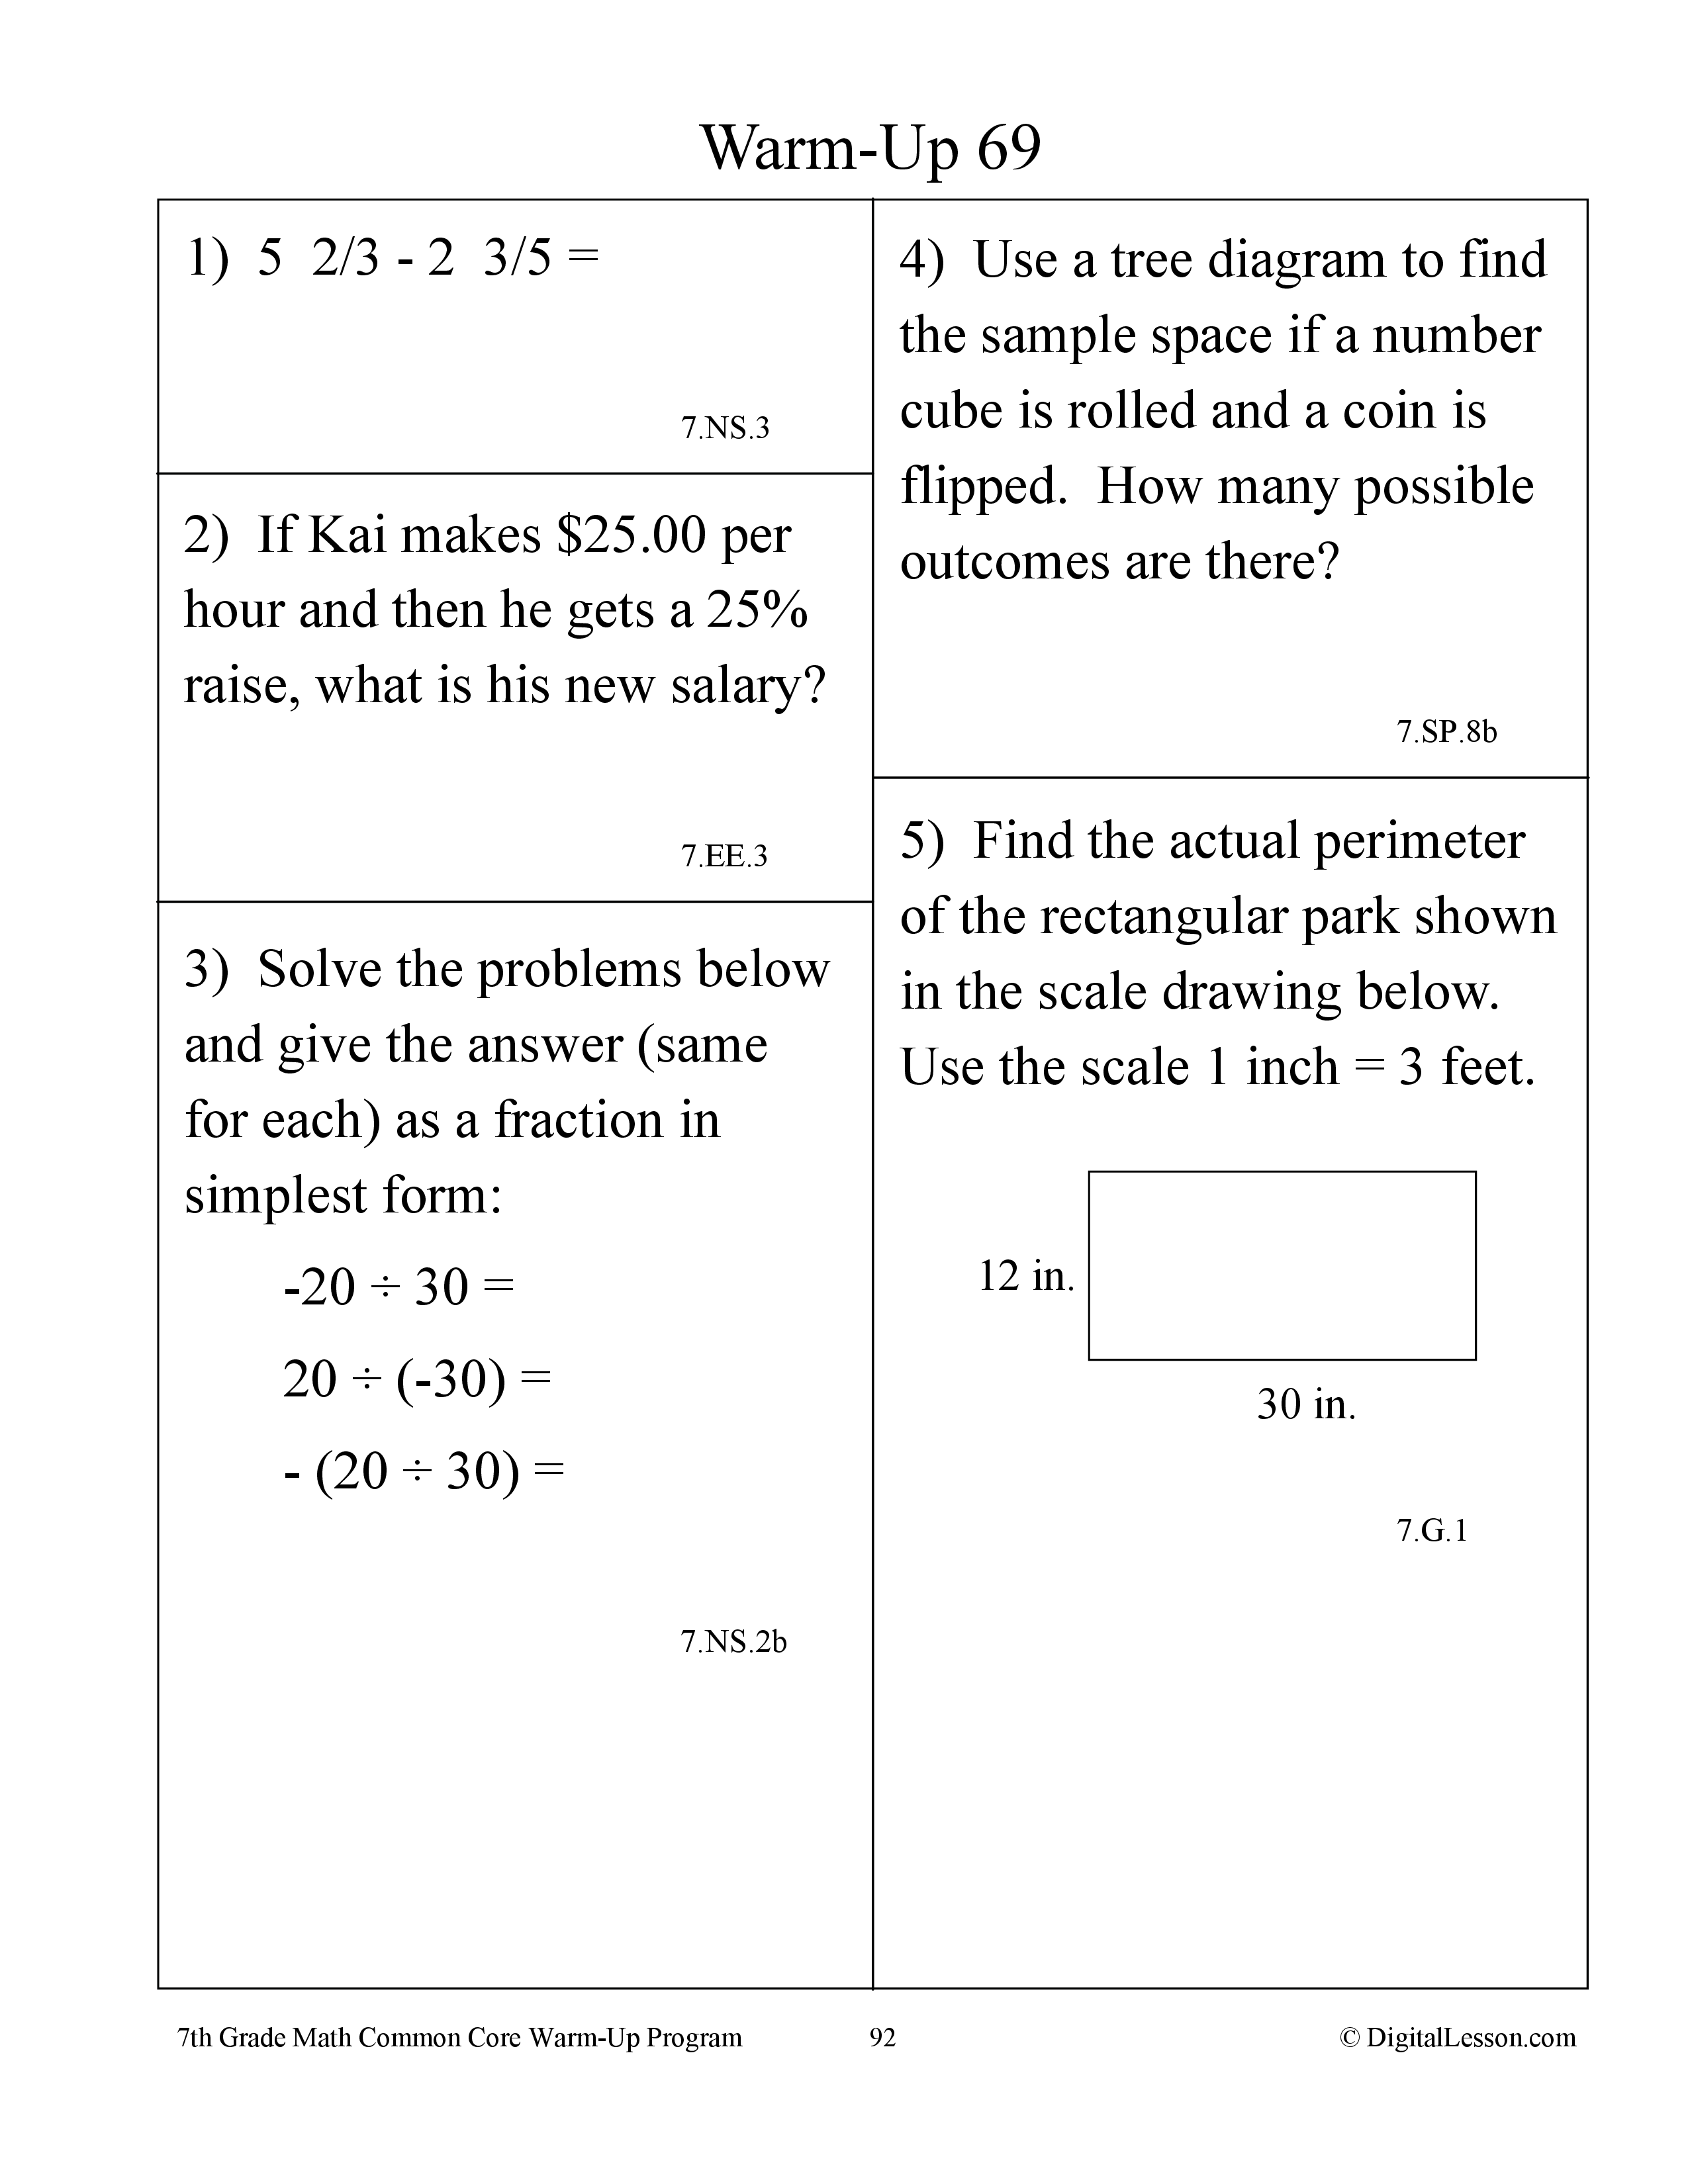 Warm-Up 69
1)  5  2/3 - 2  3/5 =
7.NS.3
2)  If Kai makes $25.00 per
hour and then he gets a 25%
raise, what is his new salary?
7.EE.3
3)  Solve the problems below
and give the answer (same
for each) as a fraction in
simplest form:
-20 ÷ 30 =
20 ÷ (-30) =
- (20 ÷ 30) =
7.NS.2b
4)  Use a tree diagram to find
the sample space if a number
cube is rolled and a coin is
flipped.  How many possible
outcomes are there?
7.SP.8b
5)  Find the actual perimeter
of the rectangular park shown
in the scale drawing below.
Use the scale 1 inch = 3 feet.
12 in.
30 in.
7.G.1
7th Grade Math Common Core Warm-Up Program
92
© DigitalLesson.com